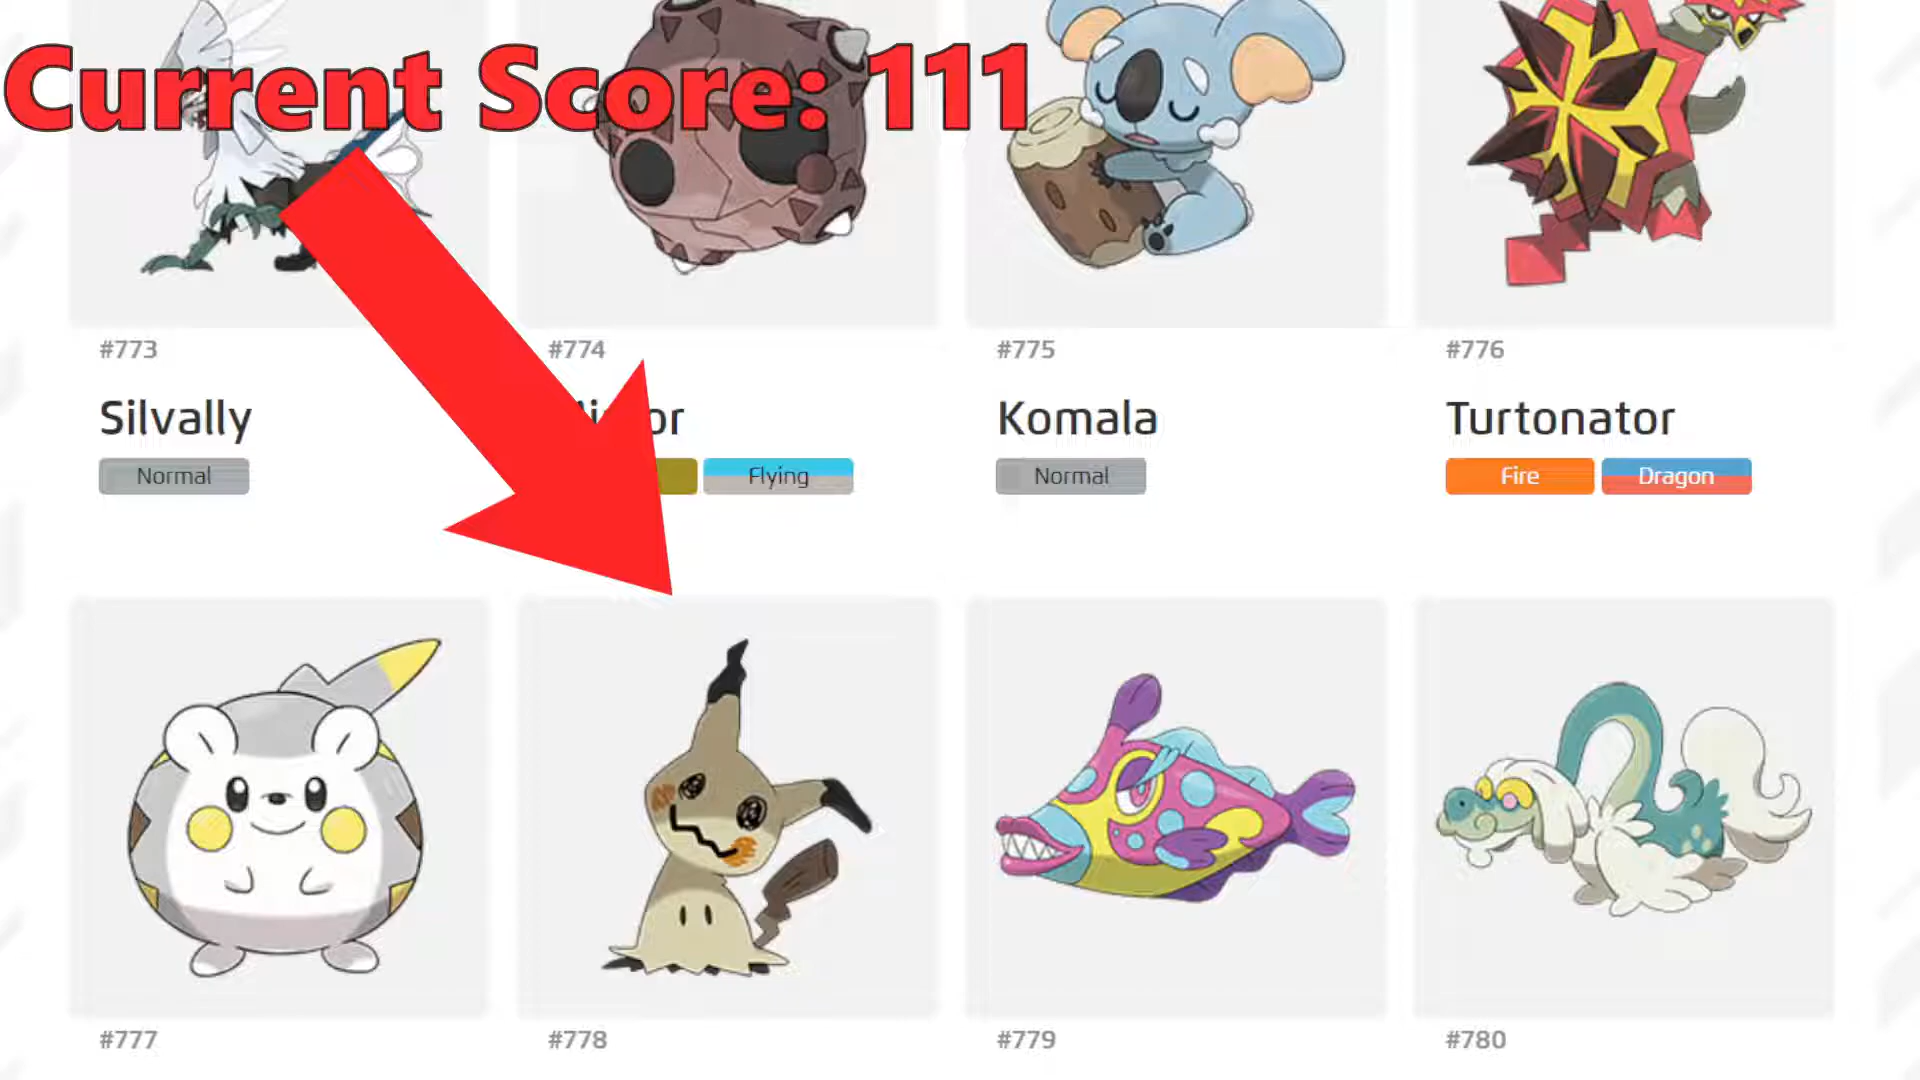 Current Score: 111
#773
#774
#775
#776
Silvally
Komala
Turtonator
Normal
Flying
Normal
Fire
Dragon
#777
#778
#779
#780